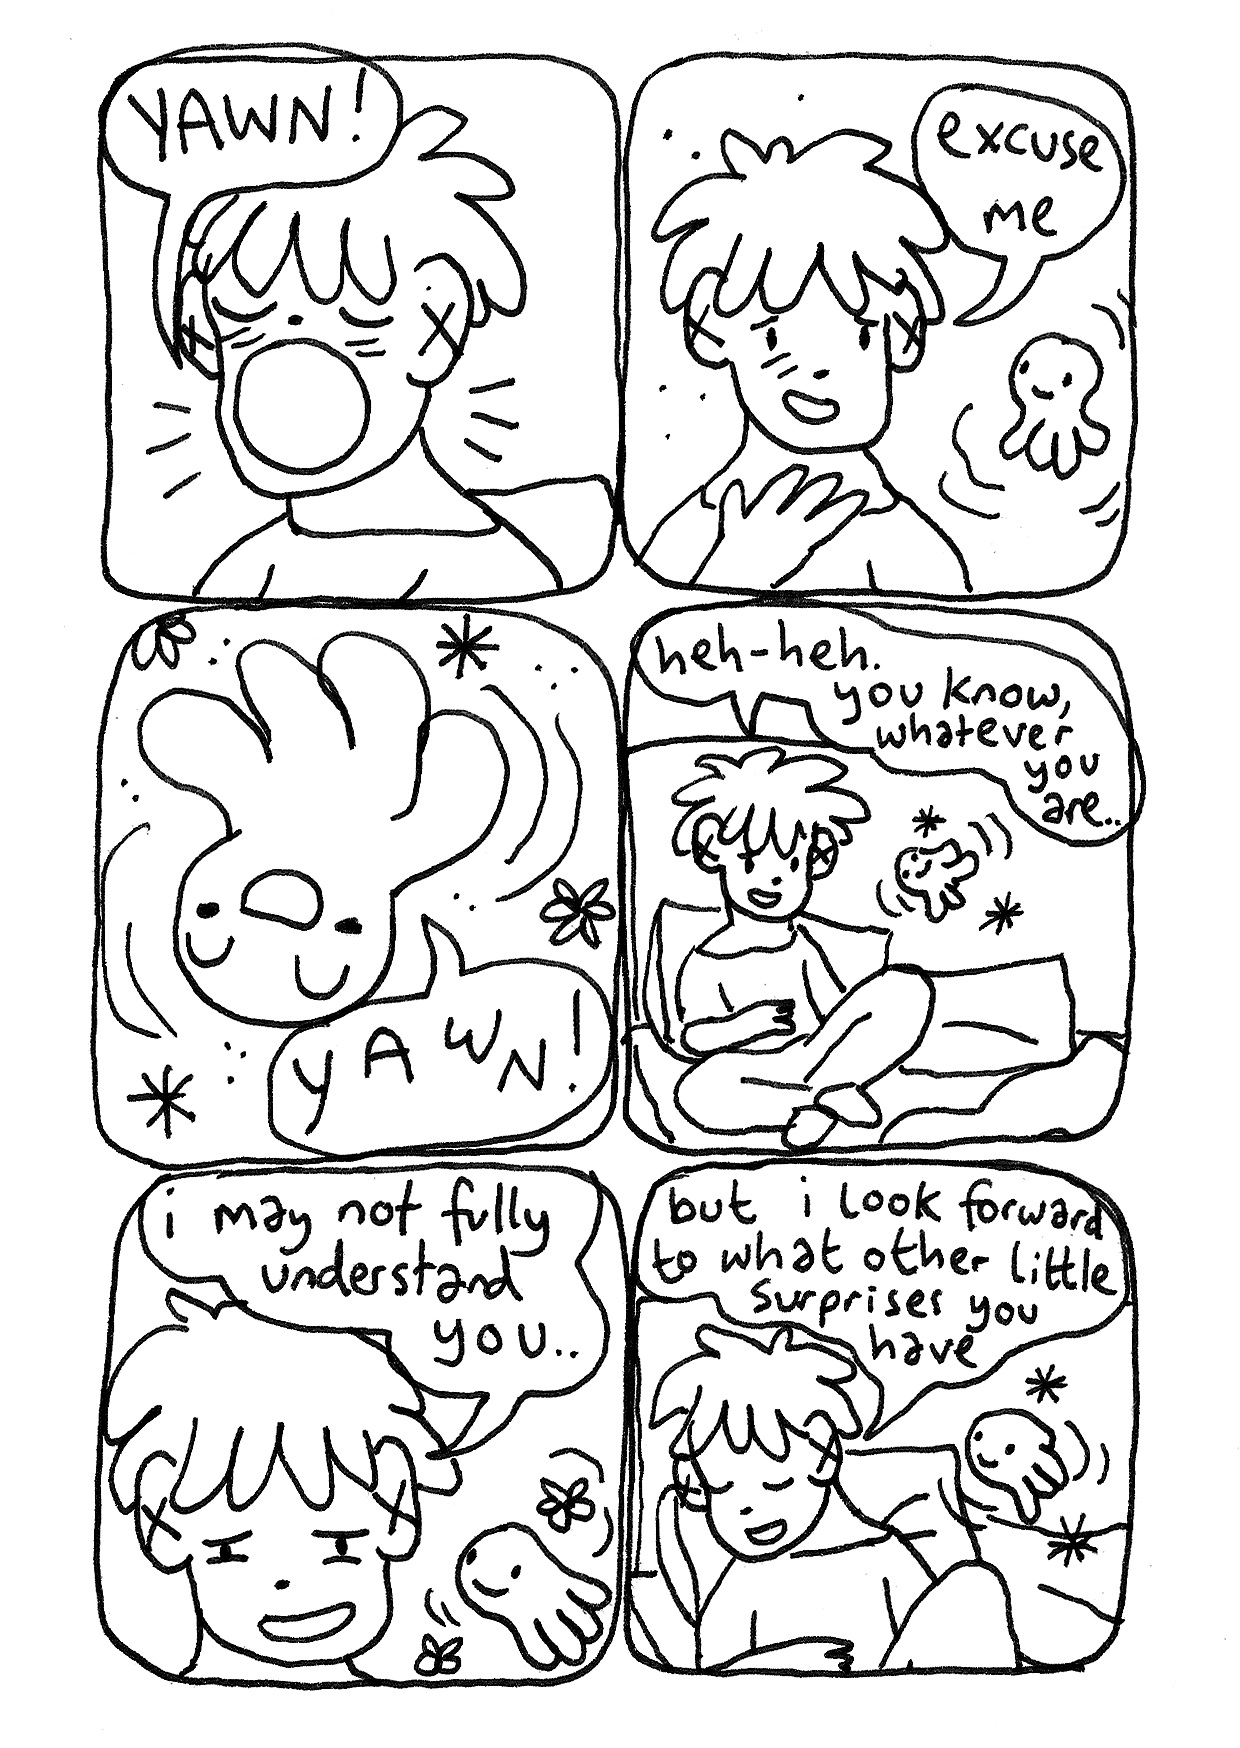 YAWN!
excuse
me
YAWN!
heh-heh.
you know,
whatever
you
are..
i may not fully
understand
you..
but i look forward
to what other little
surprises you
have